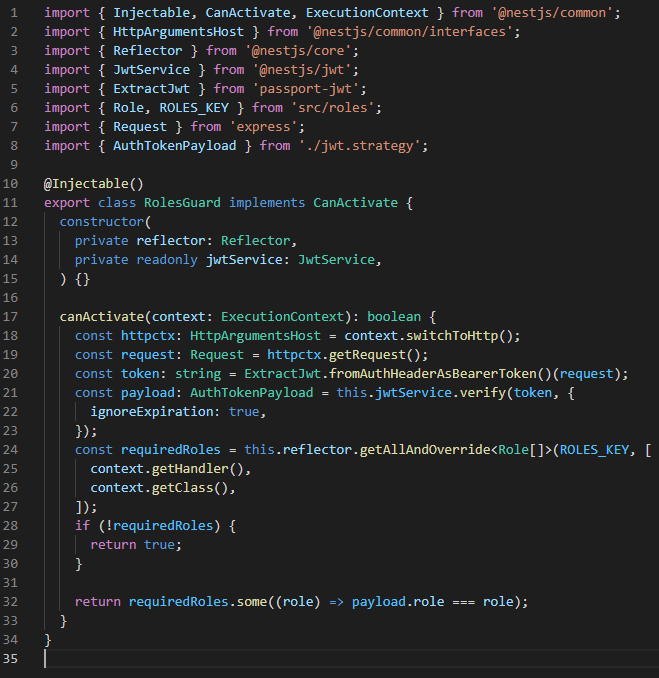 1 import { Injectable, CanActivate, ExecutionContext } from '@nestjs/common';
2 import { HttpArgumentsHost } from '@nestjs/common/interfaces';
3 import { Reflector } from '@nestjs/core';
4 import { JwtService } from '@nestjs/jwt';
5 import { ExtractJwt } from 'passport-jwt';
6 import { Role, ROLES_KEY } from 'src/roles';
7 import { Request } from 'express';
8 import { AuthTokenPayload } from './jwt.strategy';
9
10 @Injectable()
11 export class RolesGuard implements CanActivate {
12   constructor(
13     private reflector: Reflector,
14     private readonly jwtService: JwtService,
15   ) {}
16
17   canActivate(context: ExecutionContext): boolean {
18     const httpctx: HttpArgumentsHost = context.switchToHttp();
19     const request: Request = httpctx.getRequest();
20     const token: string = ExtractJwt.fromAuthHeaderAsBearerToken()(request);
21     const payload: AuthTokenPayload = this.jwtService.verify(token, {
22       ignoreExpiration: true,
23     });
24     const requiredRoles = this.reflector.getAllAndOverride<Role[]>(ROLES_KEY, [
25       context.getHandler(),
26       context.getClass(),
27     ]);
28     if (!requiredRoles) {
29       return true;
30     }
31
32     return requiredRoles.some((role) => payload.role === role);
33   }
34 }
35